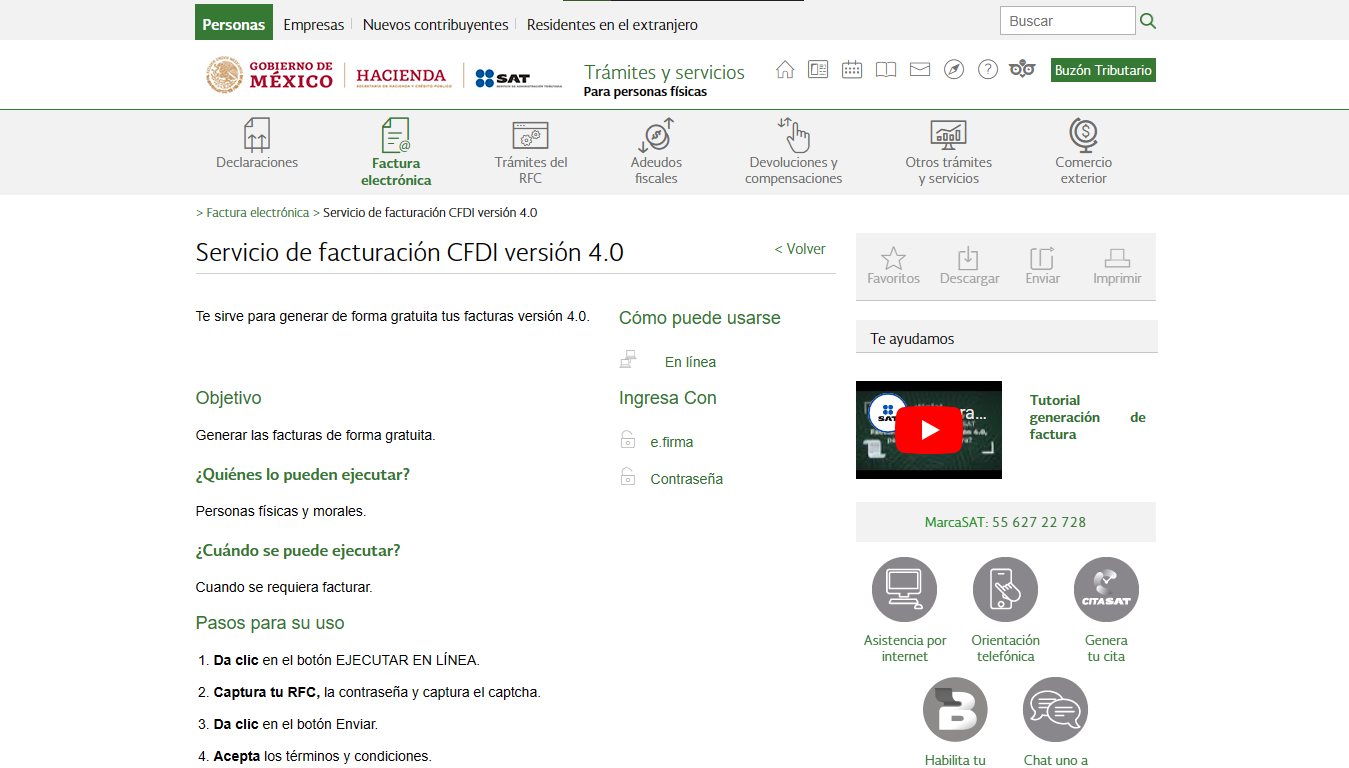 Personas
Empresas
Nuevos contribuyentes
Residentes en el extranjero
Buscar
GOBIERNO DE
MÉXICO
HACIENDA
SECRETARÍA DE HACIENDA Y CRÉDITO PÚBLICO
SAT
SERVICIO DE ADMINISTRACIÓN TRIBUTARIA
Trámites y servicios
Para personas físicas
Buzón Tributario
Declaraciones
Factura
electrónica
Trámites del
RFC
Adeudos
fiscales
Devoluciones y
compensaciones
Otros trámites
y servicios
Comercio
exterior
> Factura electrónica > Servicio de facturación CFDI versión 4.0
Servicio de facturación CFDI versión 4.0
< Volver
Favoritos
Descargar
Enviar
Imprimir
Te sirve para generar de forma gratuita tus facturas versión 4.0.
Cómo puede usarse
En línea
Objetivo
Generar las facturas de forma gratuita.
Ingresa Con
e.firma
Contraseña
¿Quiénes lo pueden ejecutar?
Personas físicas y morales.
¿Cuándo se puede ejecutar?
Cuando se requiera facturar.
Pasos para su uso
1. Da clic en el botón EJECUTAR EN LÍNEA.
2. Captura tu RFC, la contraseña y captura el captcha.
3. Da clic en el botón Enviar.
4. Acepta los términos y condiciones.
Te ayudamos
SAT
Tutorial
generación de
factura
MarcaSAT: 55 627 22 728
CITASAT
Asistencia por
internet
Orientación
telefónica
Genera
tu cita
B
Habilita tu
Chat uno a